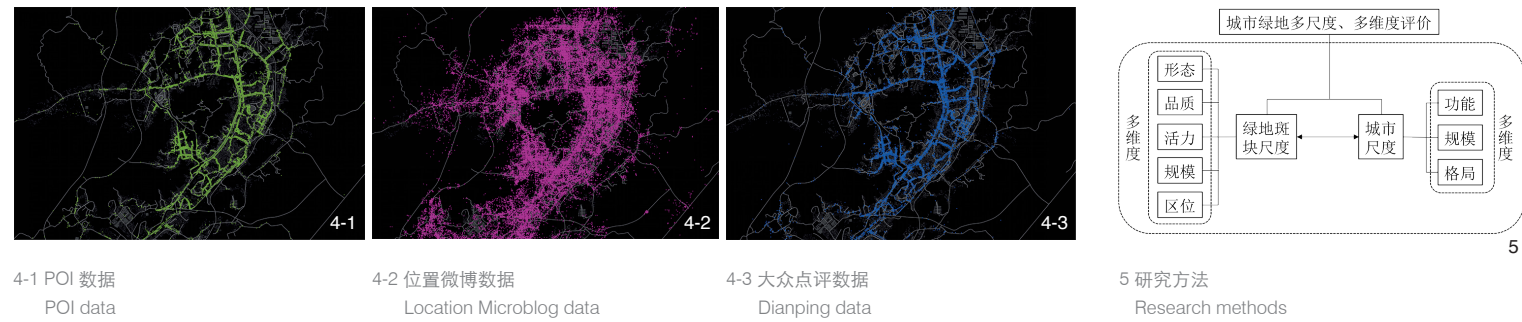 4-1
4-2
4-3
城市绿地多尺度、多维度评价
多维度
形态
品质
活力
规模
区位
绿地斑
块尺度
城市
尺度
功能
规模
格局
多维度
5
4-1 POI 数据
POI data
4-2 位置微博数据
Location Microblog data
4-3 大众点评数据
Dianping data
5 研究方法
Research methods